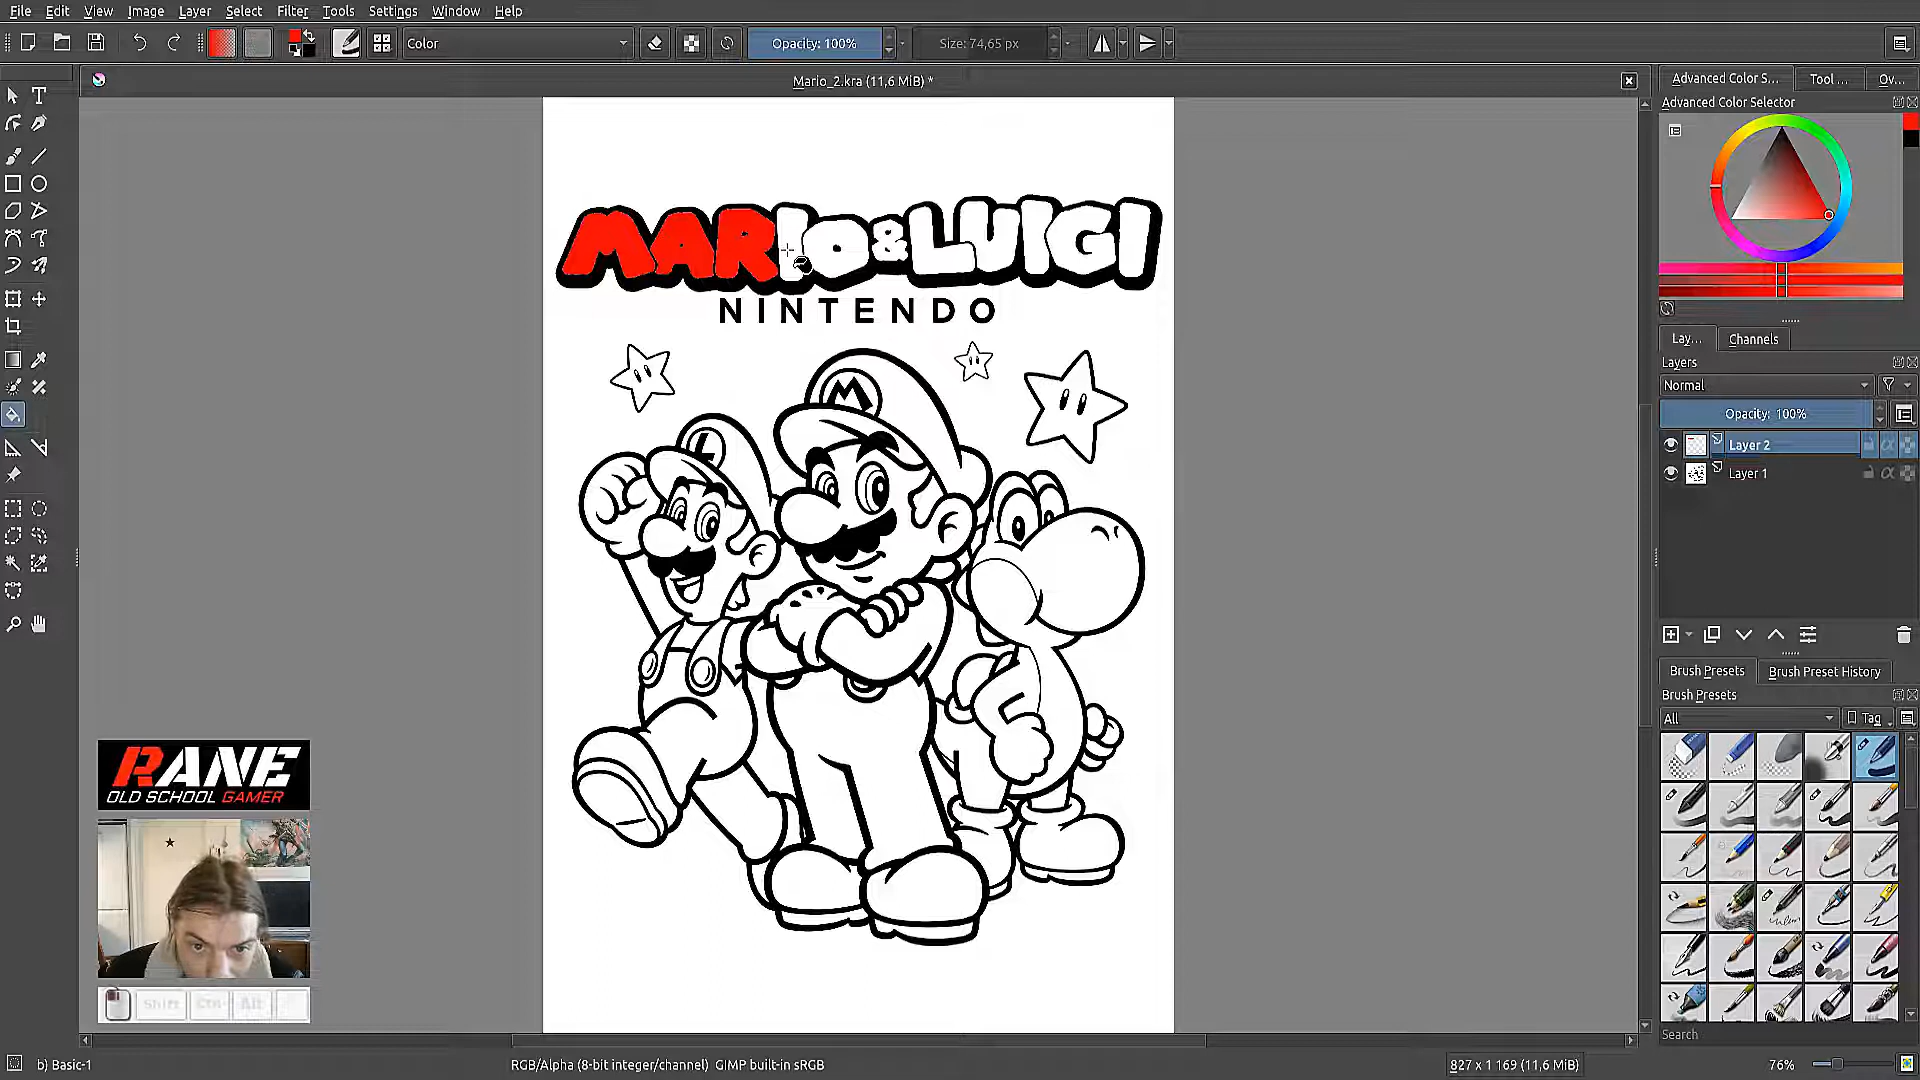 File Edit View Image Layer Select Filter Tools Settings Window Help
Color
Opacity: 100%
Size: 74,65 px
Mario_2.kra (11,6 MiB) *
Advanced Color S... Tool ... Ov...
Advanced Color Selector
MARIO & LUIGI
NINTENDO
M
L
Lay... Channels
Layers
Normal
Opacity: 100%
Layer 2
Layer 1
Brush Presets Brush Preset History
Brush Presets
All Tag
Search
RANE
OLD SCHOOL GAMER
Shift Ctrl Alt
b) Basic-1
RGB/Alpha (8-bit integer/channel) GIMP built-in sRGB
827 x 1 169 (11,6 MiB)
76%